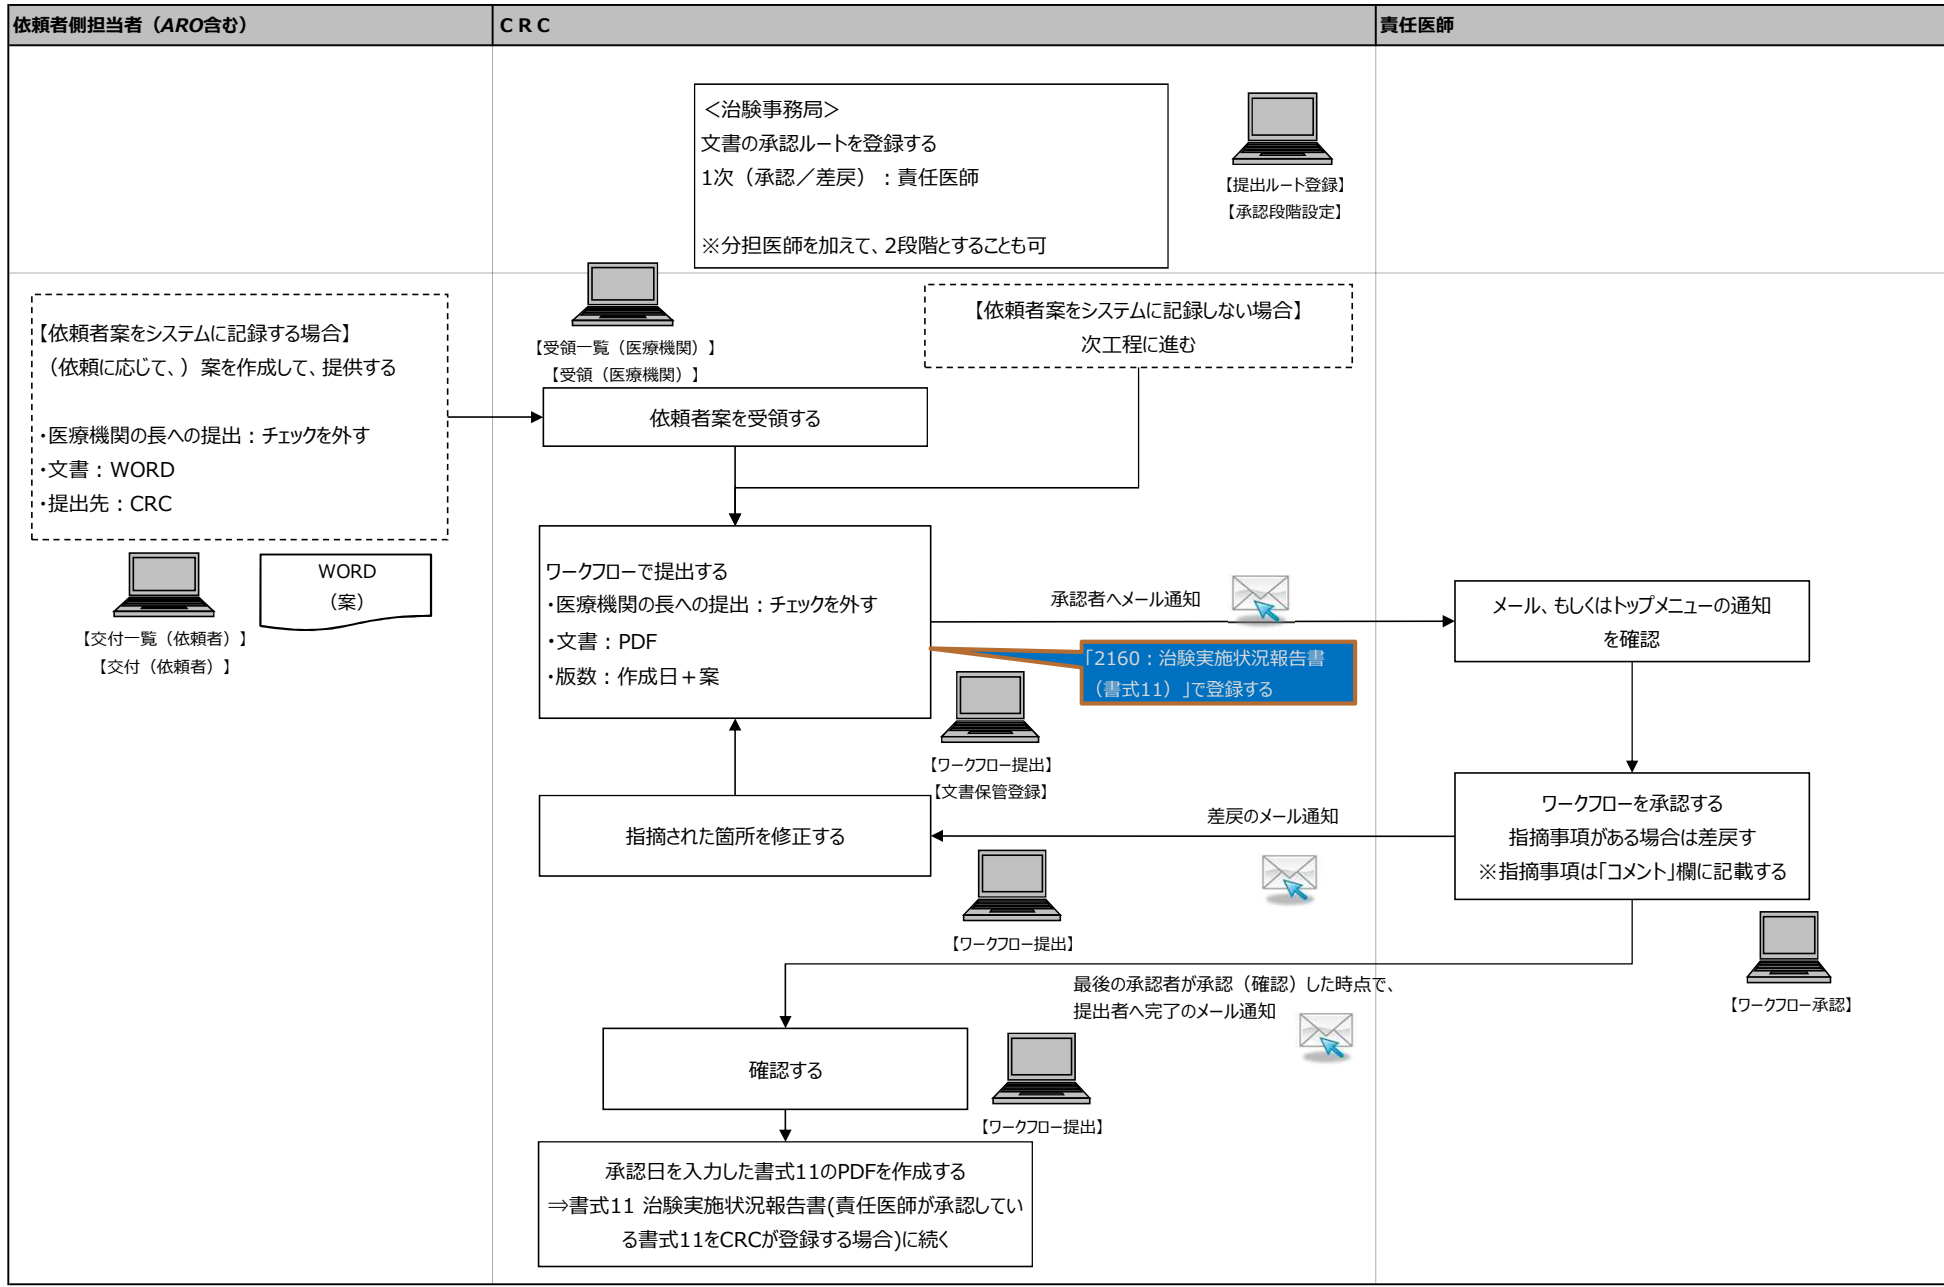 依頼者側担当者（ARO含む）
ＣＲＣ
責任医師
＜治験事務局＞
文書の承認ルートを登録する
1次（承認／差戻）：責任医師
※分担医師を加えて、2段階とすることも可
【提出ルート登録】
【承認段階設定】
【依頼者案をシステムに記録する場合】
（依頼に応じて、）案を作成して、提供する
・医療機関の長への提出：チェックを外す
・文書：WORD
・提出先：CRC
WORD
（案）
【交付一覧（依頼者）】
【交付（依頼者）】
【受領一覧（医療機関）】
【受領（医療機関）】
依頼者案を受領する
【依頼者案をシステムに記録しない場合】
次工程に進む
ワークフローで提出する
・医療機関の長への提出：チェックを外す
・文書：PDF
・版数：作成日＋案
承認者へメール通知
「2160：治験実施状況報告書
（書式11）」で登録する
【ワークフロー提出】
【文書保管登録】
メール、もしくはトップメニューの通知
を確認
ワークフローを承認する
指摘事項がある場合は差戻す
※指摘事項は「コメント」欄に記載する
【ワークフロー承認】
差戻のメール通知
指摘された箇所を修正する
【ワークフロー提出】
最後の承認者が承認（確認）した時点で、
提出者へ完了のメール通知
確認する
【ワークフロー提出】
承認日を入力した書式11のPDFを作成する
⇒書式11 治験実施状況報告書(責任医師が承認してい
る書式11をCRCが登録する場合)に続く